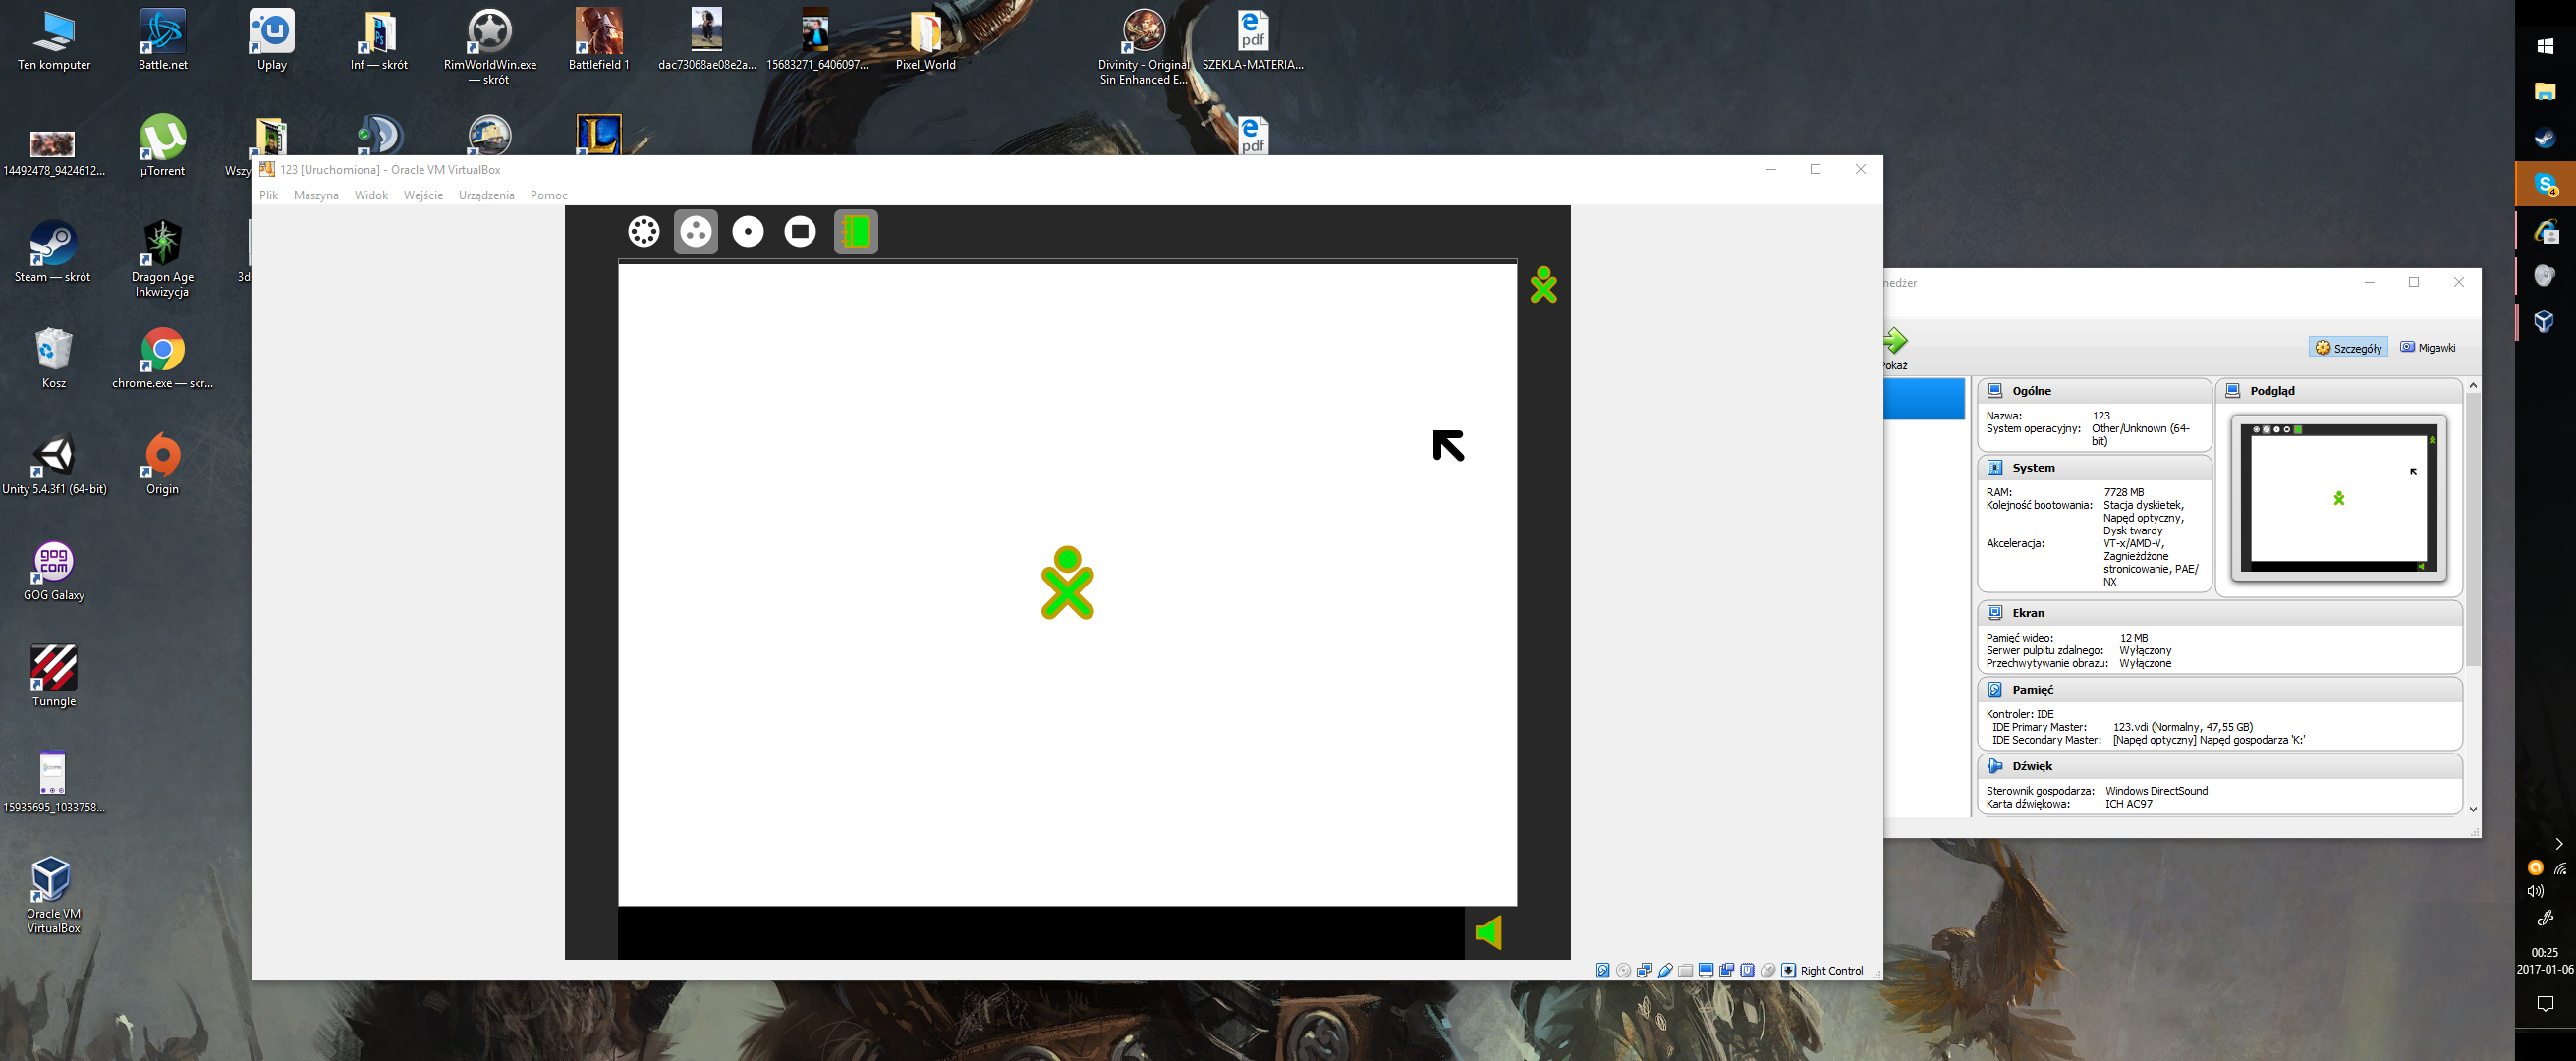 Ten komputer
Battle.net
Uplay
Inf — skrót
RimWorldWin.exe
— skrót
Battlefield 1
dac73068ae08e2a...
15683271_6406097...
Pixel_World
Divinity - Original
Sin Enhanced E...
SZEKLA-MATERIA...
pdf
14492478_9424612...
µTorrent
Wszy
pdf
123 [Uruchomiona] - Oracle VM VirtualBox
Plik Maszyna Widok Wejście Urządzenia Pomoc
Steam — skrót
Dragon Age
Inkwizycja
3d
Kosz
chrome.exe — skr...
Unity 5.4.3f1 (64-bit)
Origin
gog
com
GOG Galaxy
Tunngle
15935695_1033758...
Oracle VM
VirtualBox
nedżer
Pokaż
Szczegóły
Migawki
Ogólne
Nazwa: 123
System operacyjny: Other/Unknown (64-
bit)
System
RAM: 7728 MB
Kolejność bootowania: Stacja dyskietek,
Napęd optyczny,
Dysk twardy
Akceleracja: VT-x/AMD-V,
Zagnieżdżone
stronicowanie, PAE/
NX
Podgląd
Ekran
Pamięć wideo: 12 MB
Serwer pulpitu zdalnego: Wyłączony
Przechwytywanie obrazu: Wyłączone
Pamięć
Kontroler: IDE
IDE Primary Master: 123.vdi (Normalny, 47,55 GB)
IDE Secondary Master: [Napęd optyczny] Napęd gospodarza 'K:'
Dźwięk
Sterownik gospodarza: Windows DirectSound
Karta dźwiękowa: ICH AC97
Right Control
4
00:25
2017-01-06